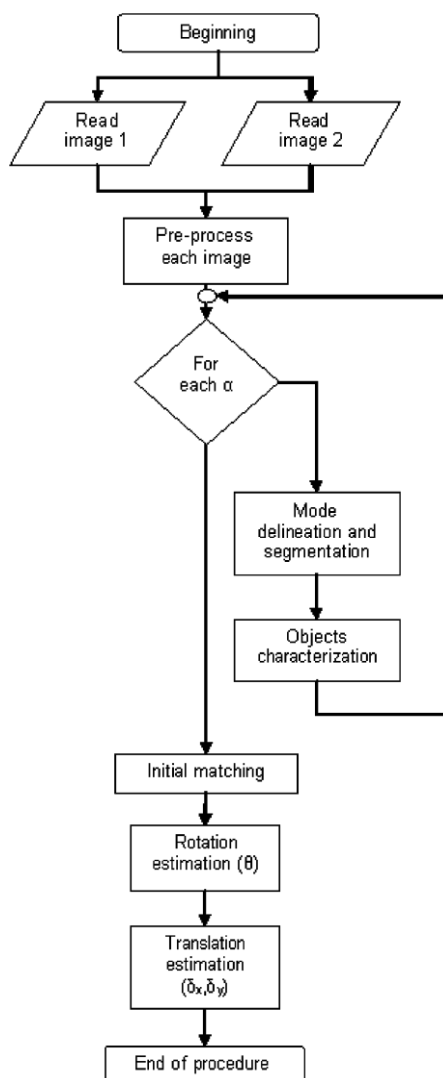 Beginning
Read
image 1
Read
image 2
Pre-process
each image
For
each α
Mode
delineation and
segmentation
Objects
characterization
Initial matching
Rotation
estimation (θ)
Translation
estimation
(δₓ,δᵧ)
End of procedure